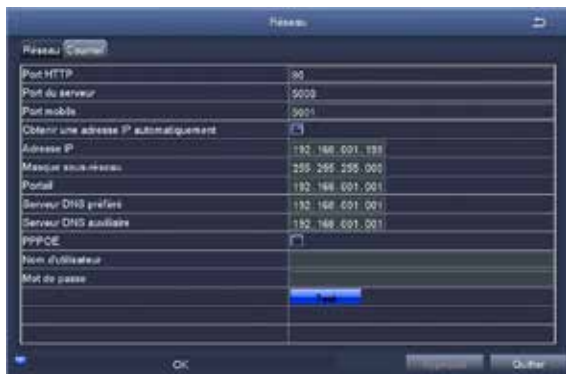 Réseau
Réseau Courriel
Port HTTP 80
Port du serveur 5000
Port mobile 5001
Obtenir une adresse IP automatiquement
Adresse IP 192.168.001.199
Masque sous-réseau 255.255.255.000
Portail 192.168.001.001
Serveur DNS préféré 192.168.001.001
Serveur DNS auxiliaire 192.168.001.001
PPPOE
Nom d'utilisateur
Mot de passe
Test
OK Quitter